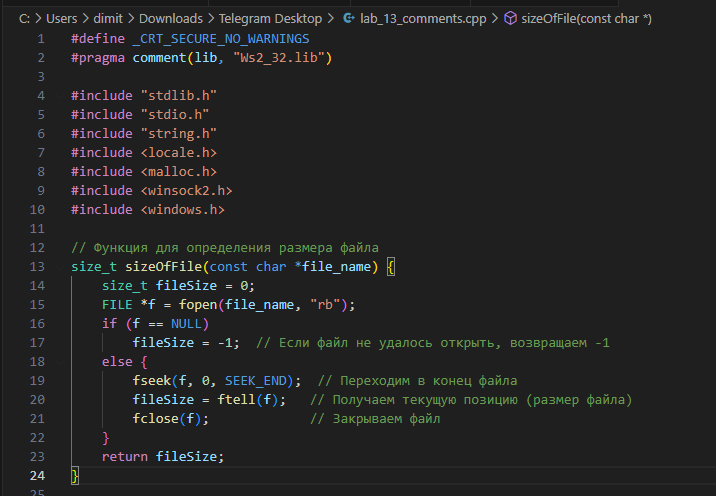 C: > Users > dimit > Downloads > Telegram Desktop > lab_13_comments.cpp > sizeOfFile(const char *)
1 #define _CRT_SECURE_NO_WARNINGS
2 #pragma comment(lib, "Ws2_32.lib")
3
4 #include "stdlib.h"
5 #include "stdio.h"
6 #include "string.h"
7 #include <locale.h>
8 #include <malloc.h>
9 #include <winsock2.h>
10 #include <windows.h>
11
12 // Функция для определения размера файла
13 size_t sizeOfFile(const char *file_name) {
14     size_t fileSize = 0;
15     FILE *f = fopen(file_name, "rb");
16     if (f == NULL)
17         fileSize = -1;  // Если файл не удалось открыть, возвращаем -1
18     else {
19         fseek(f, 0, SEEK_END);  // Переходим в конец файла
20         fileSize = ftell(f);   // Получаем текущую позицию (размер файла)
21         fclose(f);             // Закрываем файл
22     }
23     return fileSize;
24 }
25